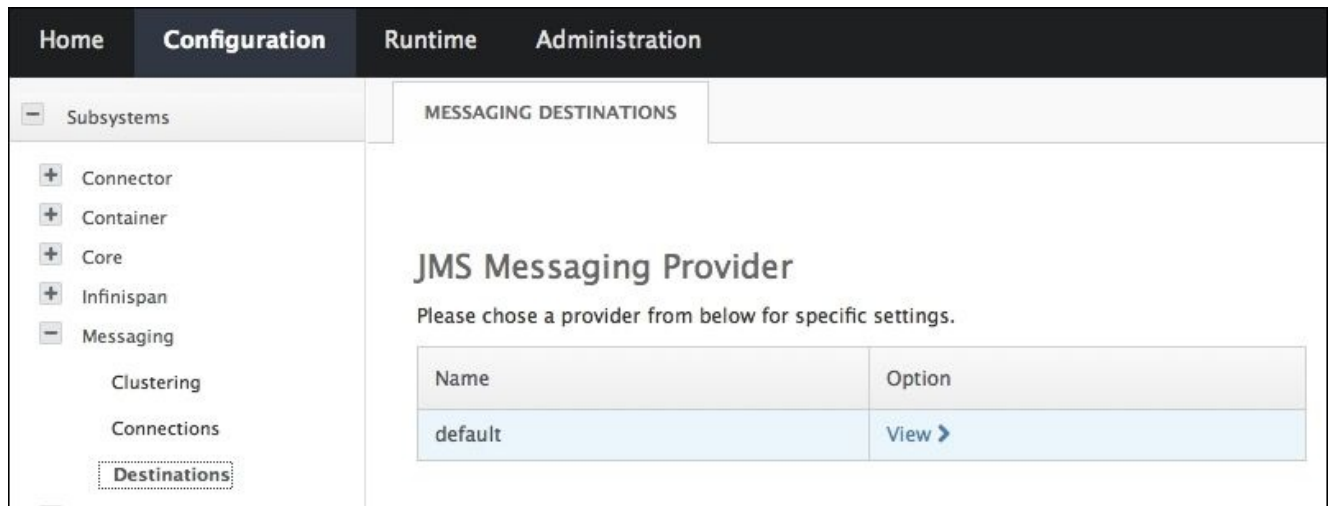 Home Configuration Runtime Administration
Subsystems
MESSAGING DESTINATIONS
Connector
Container
Core
Infinispan
Messaging
Clustering
Connections
Destinations
JMS Messaging Provider
Please chose a provider from below for specific settings.
Name Option
default View